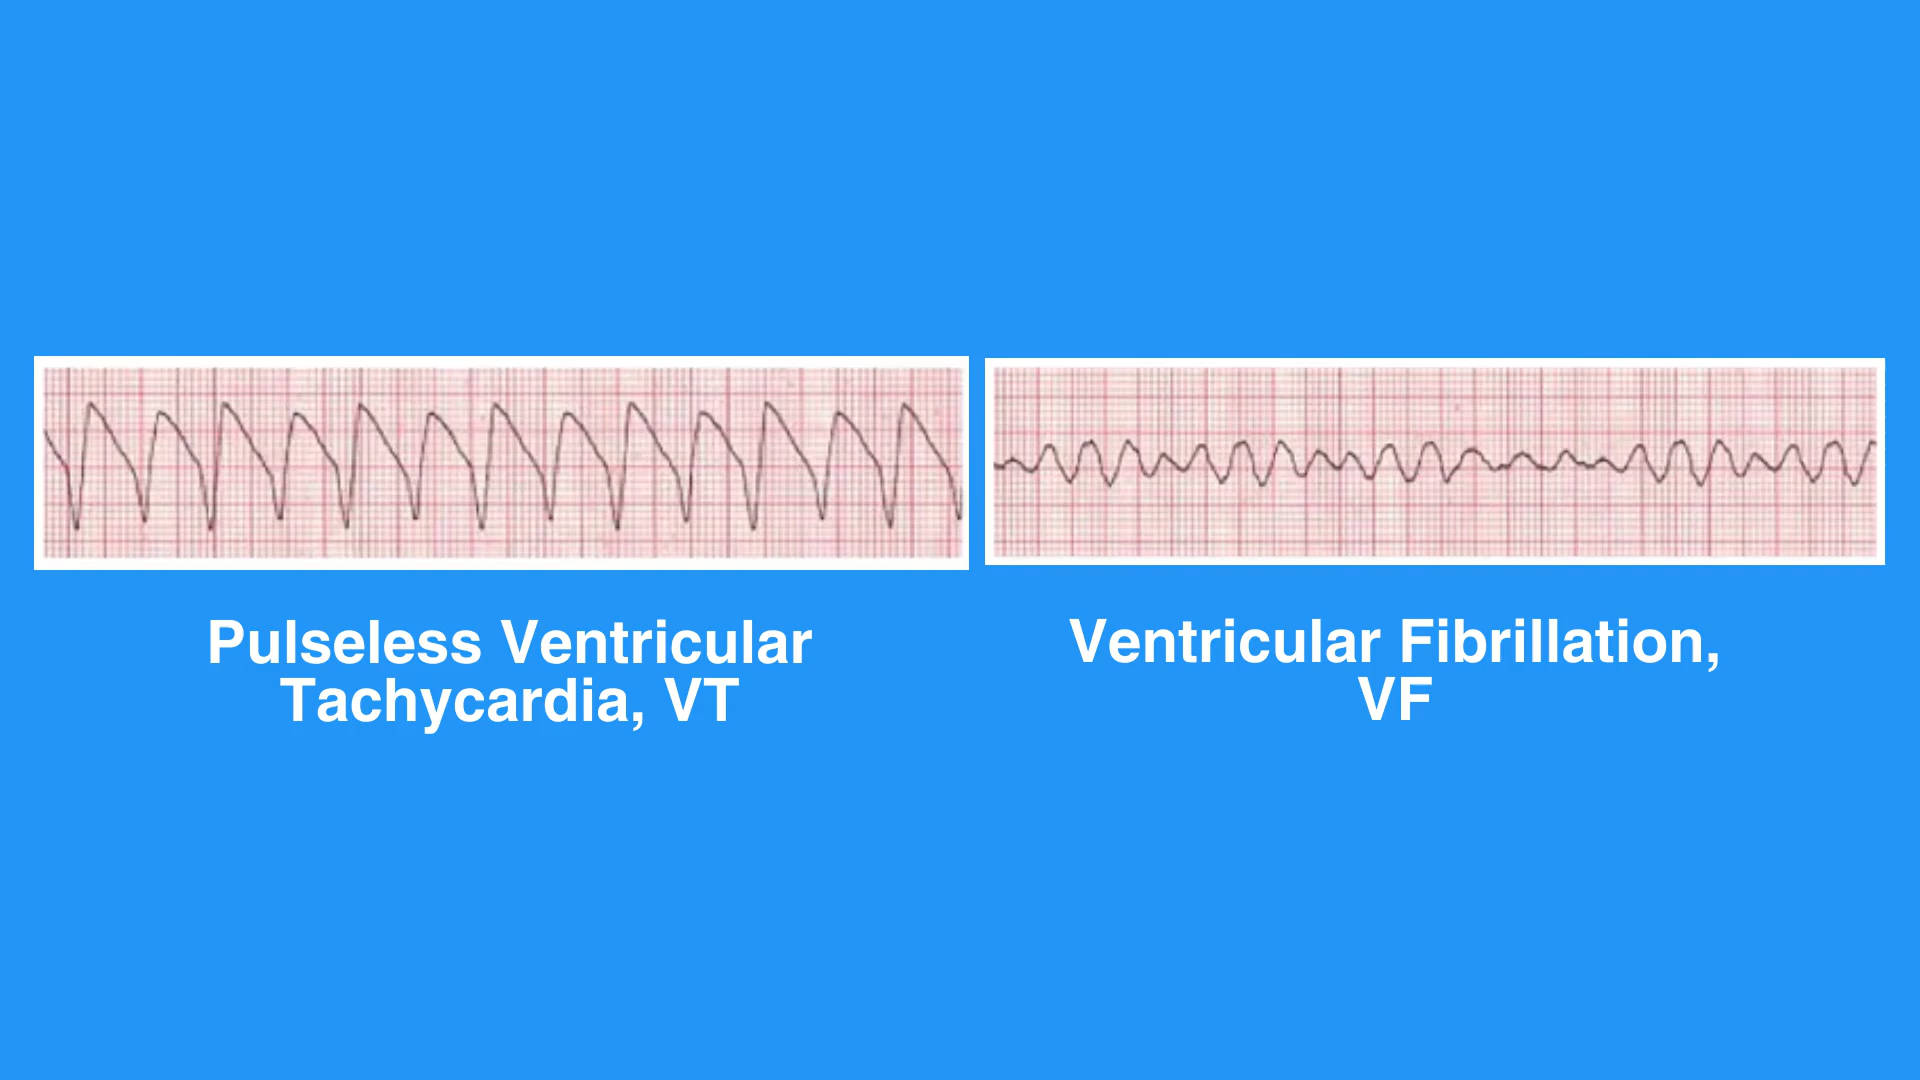 Pulseless Ventricular
Tachycardia, VT
Ventricular Fibrillation,
VF